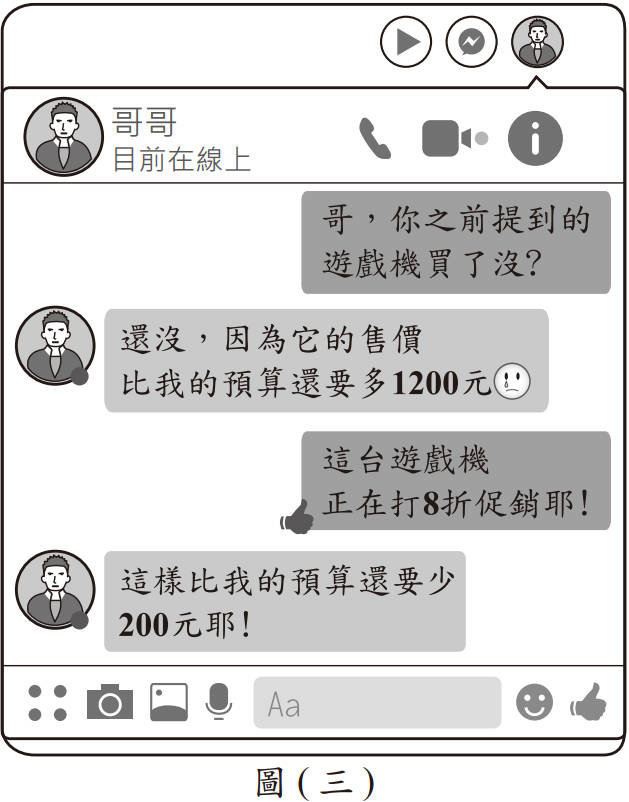 哥哥
目前在線上
哥，你之前提到的
遊戲機買了沒？
還沒，因為它的售價
比我的預算還要多1200元
這台遊戲機
正在打8折促銷耶！
這樣比我的預算還要少
200元耶！
Aa
圖(三)